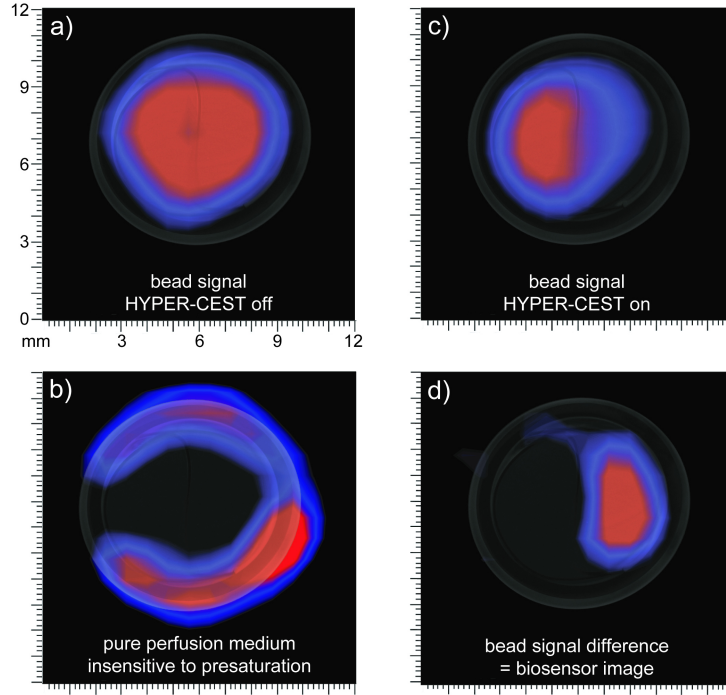 a)
bead signal
HYPER-CEST off
12
9
6
3
0
mm
3
6
9
12
c)
bead signal
HYPER-CEST on
b)
pure perfusion medium
insensitive to presaturation
d)
bead signal difference
= biosensor image